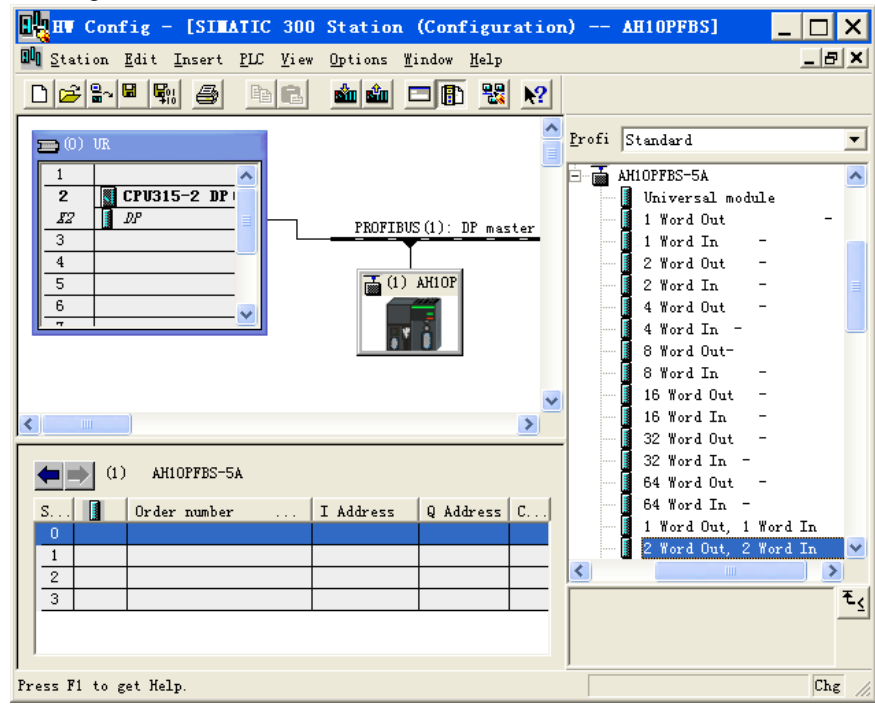 HW Config - [SIMATIC 300 Station (Configuration) -- AH10PFBS]
Station Edit Insert PLC View Options Window Help
(0) UR
1
2 CPU315-2 DP
X2 DP
3
4
5
6
7
PROFIBUS(1): DP master
(1) AH10P
Profi Standard
AH10PFBS-5A
Universal module
1 Word Out -
1 Word In -
2 Word Out -
2 Word In -
4 Word Out -
4 Word In -
8 Word Out-
8 Word In -
16 Word Out -
16 Word In -
32 Word Out -
32 Word In -
64 Word Out -
64 Word In -
1 Word Out, 1 Word In
2 Word Out, 2 Word In
(1) AH10PFBS-5A
S... Order number ... I Address Q Address C...
0
1
2
3
Press F1 to get Help.
Chg